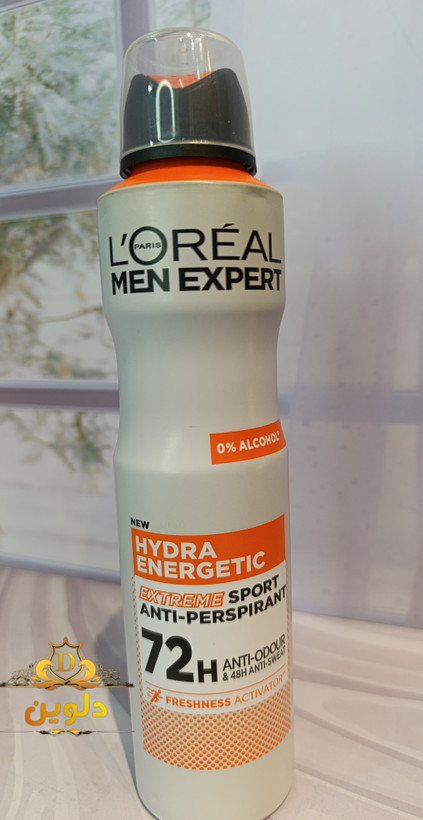 L'ORÉAL
PARIS
MEN EXPERT
0% ALCOHOL*
NEW
HYDRA
ENERGETIC
EXTREME SPORT
ANTI-PERSPIRANT
72H ANTI-ODOUR
& 48H ANTI-SWEAT
FRESHNESS ACTIVATOR
D
دلوین